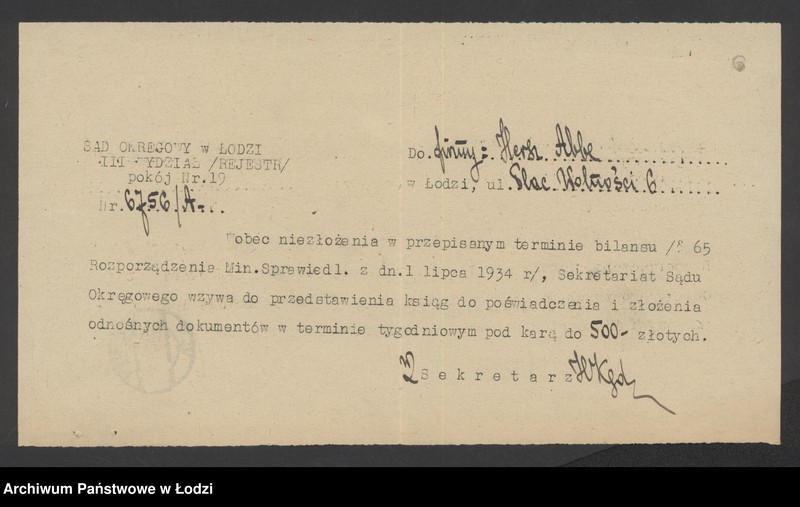 SĄD OKRĘGOWY w ŁODZI
III WYDZIAŁ /REJESTR/
pokój Nr.19
Nr. 6756/A
Do firmy: Hersz Abbe
w Łodzi, ul. Plac Wolności 6
Wobec niezłożenia w przepisanym terminie bilansu /§ 65
Rozporządzenia Min.Sprawiedl. z dn.1 lipca 1934 r/, Sekretariat Sądu
Okręgowego wzywa do przedstawienia ksiąg do poświadczenia i złożenia
odnośnych dokumentów w terminie tygodniowym pod karą do 500- złotych.
Sekretarz
Archiwum Państwowe w Łodzi